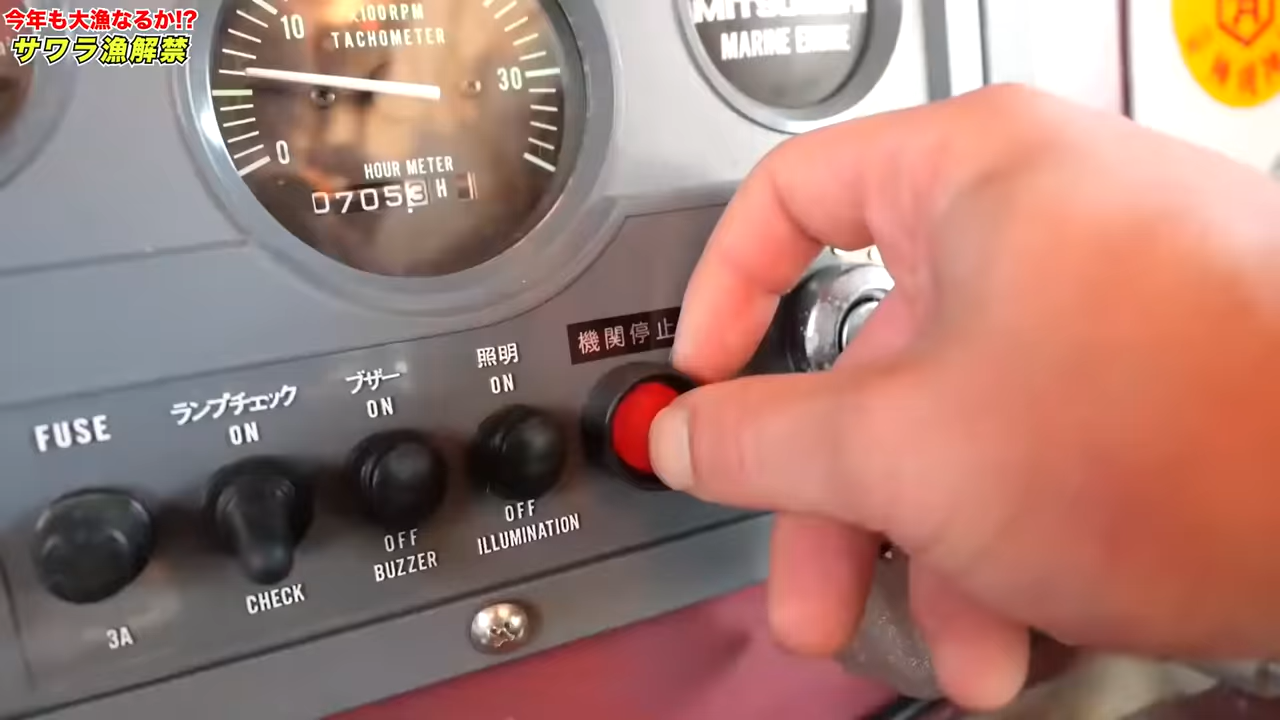 今年も大漁なるか!?
サワラ漁解禁
10
X100RPM
TACHOMETER
30
0
HOUR METER
07053 H
MITSUBISHI
MARINE ENGINE
機関停止
照明
ON
ブザー
ON
ランプチェック
ON
FUSE
OFF
ILLUMINATION
OFF
BUZZER
CHECK
3A